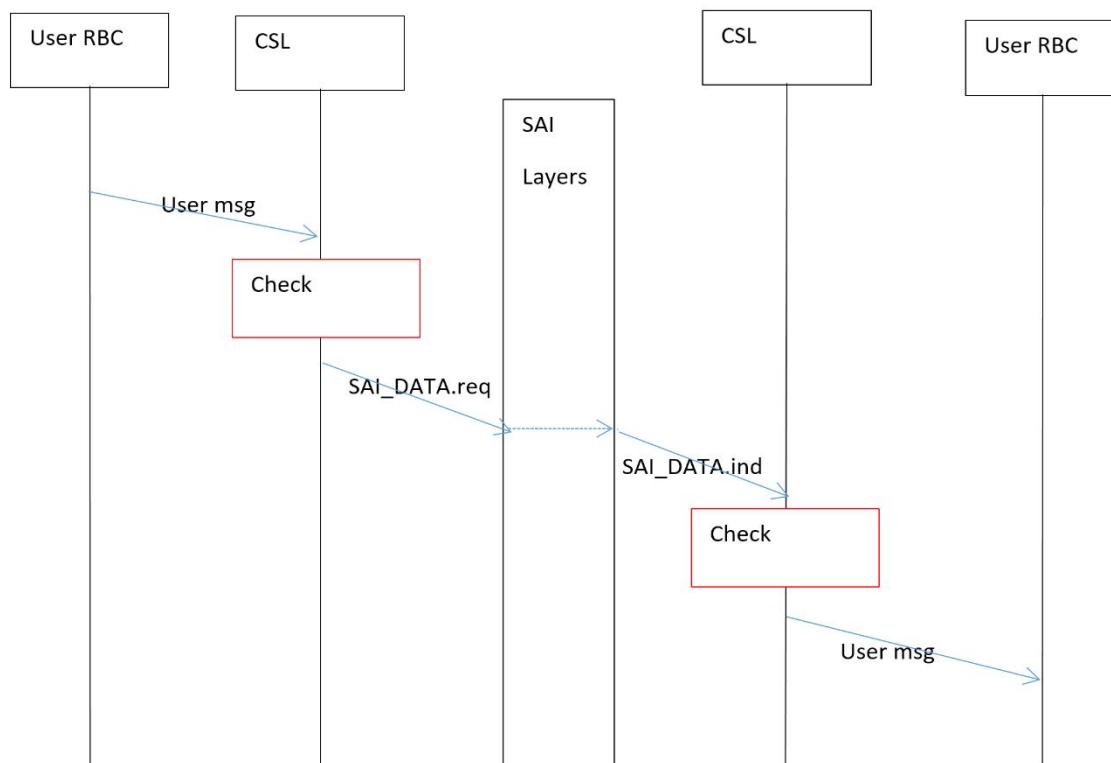 User RBC
CSL
CSL
User RBC
SAI
Layers
User msg
Check
SAI_DATA.req
SAI_DATA.ind
Check
User msg